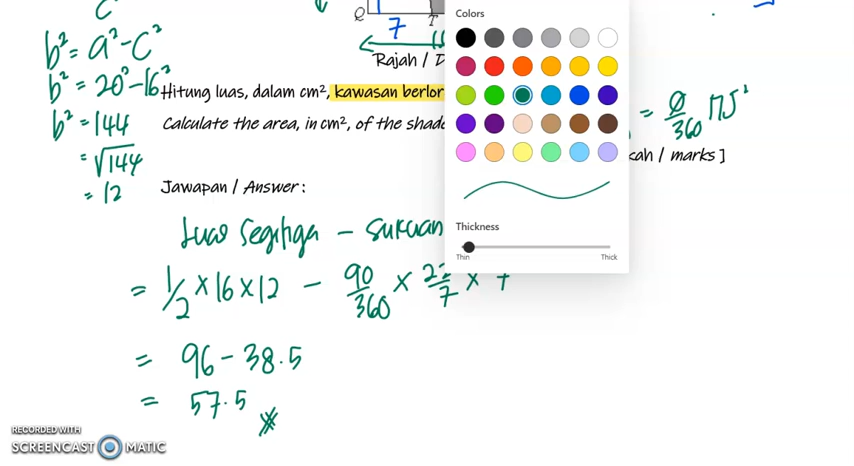 c²
b² = a² - c²
b² = 20² - 16²
b² = 144
= √144
= 12
Q 7 T
Rajah / D
Hitung luas, dalam cm², kawasan berlor
Calculate the area, in cm², of the shad
= θ/360 πj²
kah / marks ]
Jawapan / Answer :
Luas Segitiga - Sukuan
= 1/2 × 16 × 12 - 90/360 × 22/7 × 7
= 96 - 38.5
= 57.5
Colors
Thickness
Thin Thick
RECORDED WITH
SCREENCAST MATIC